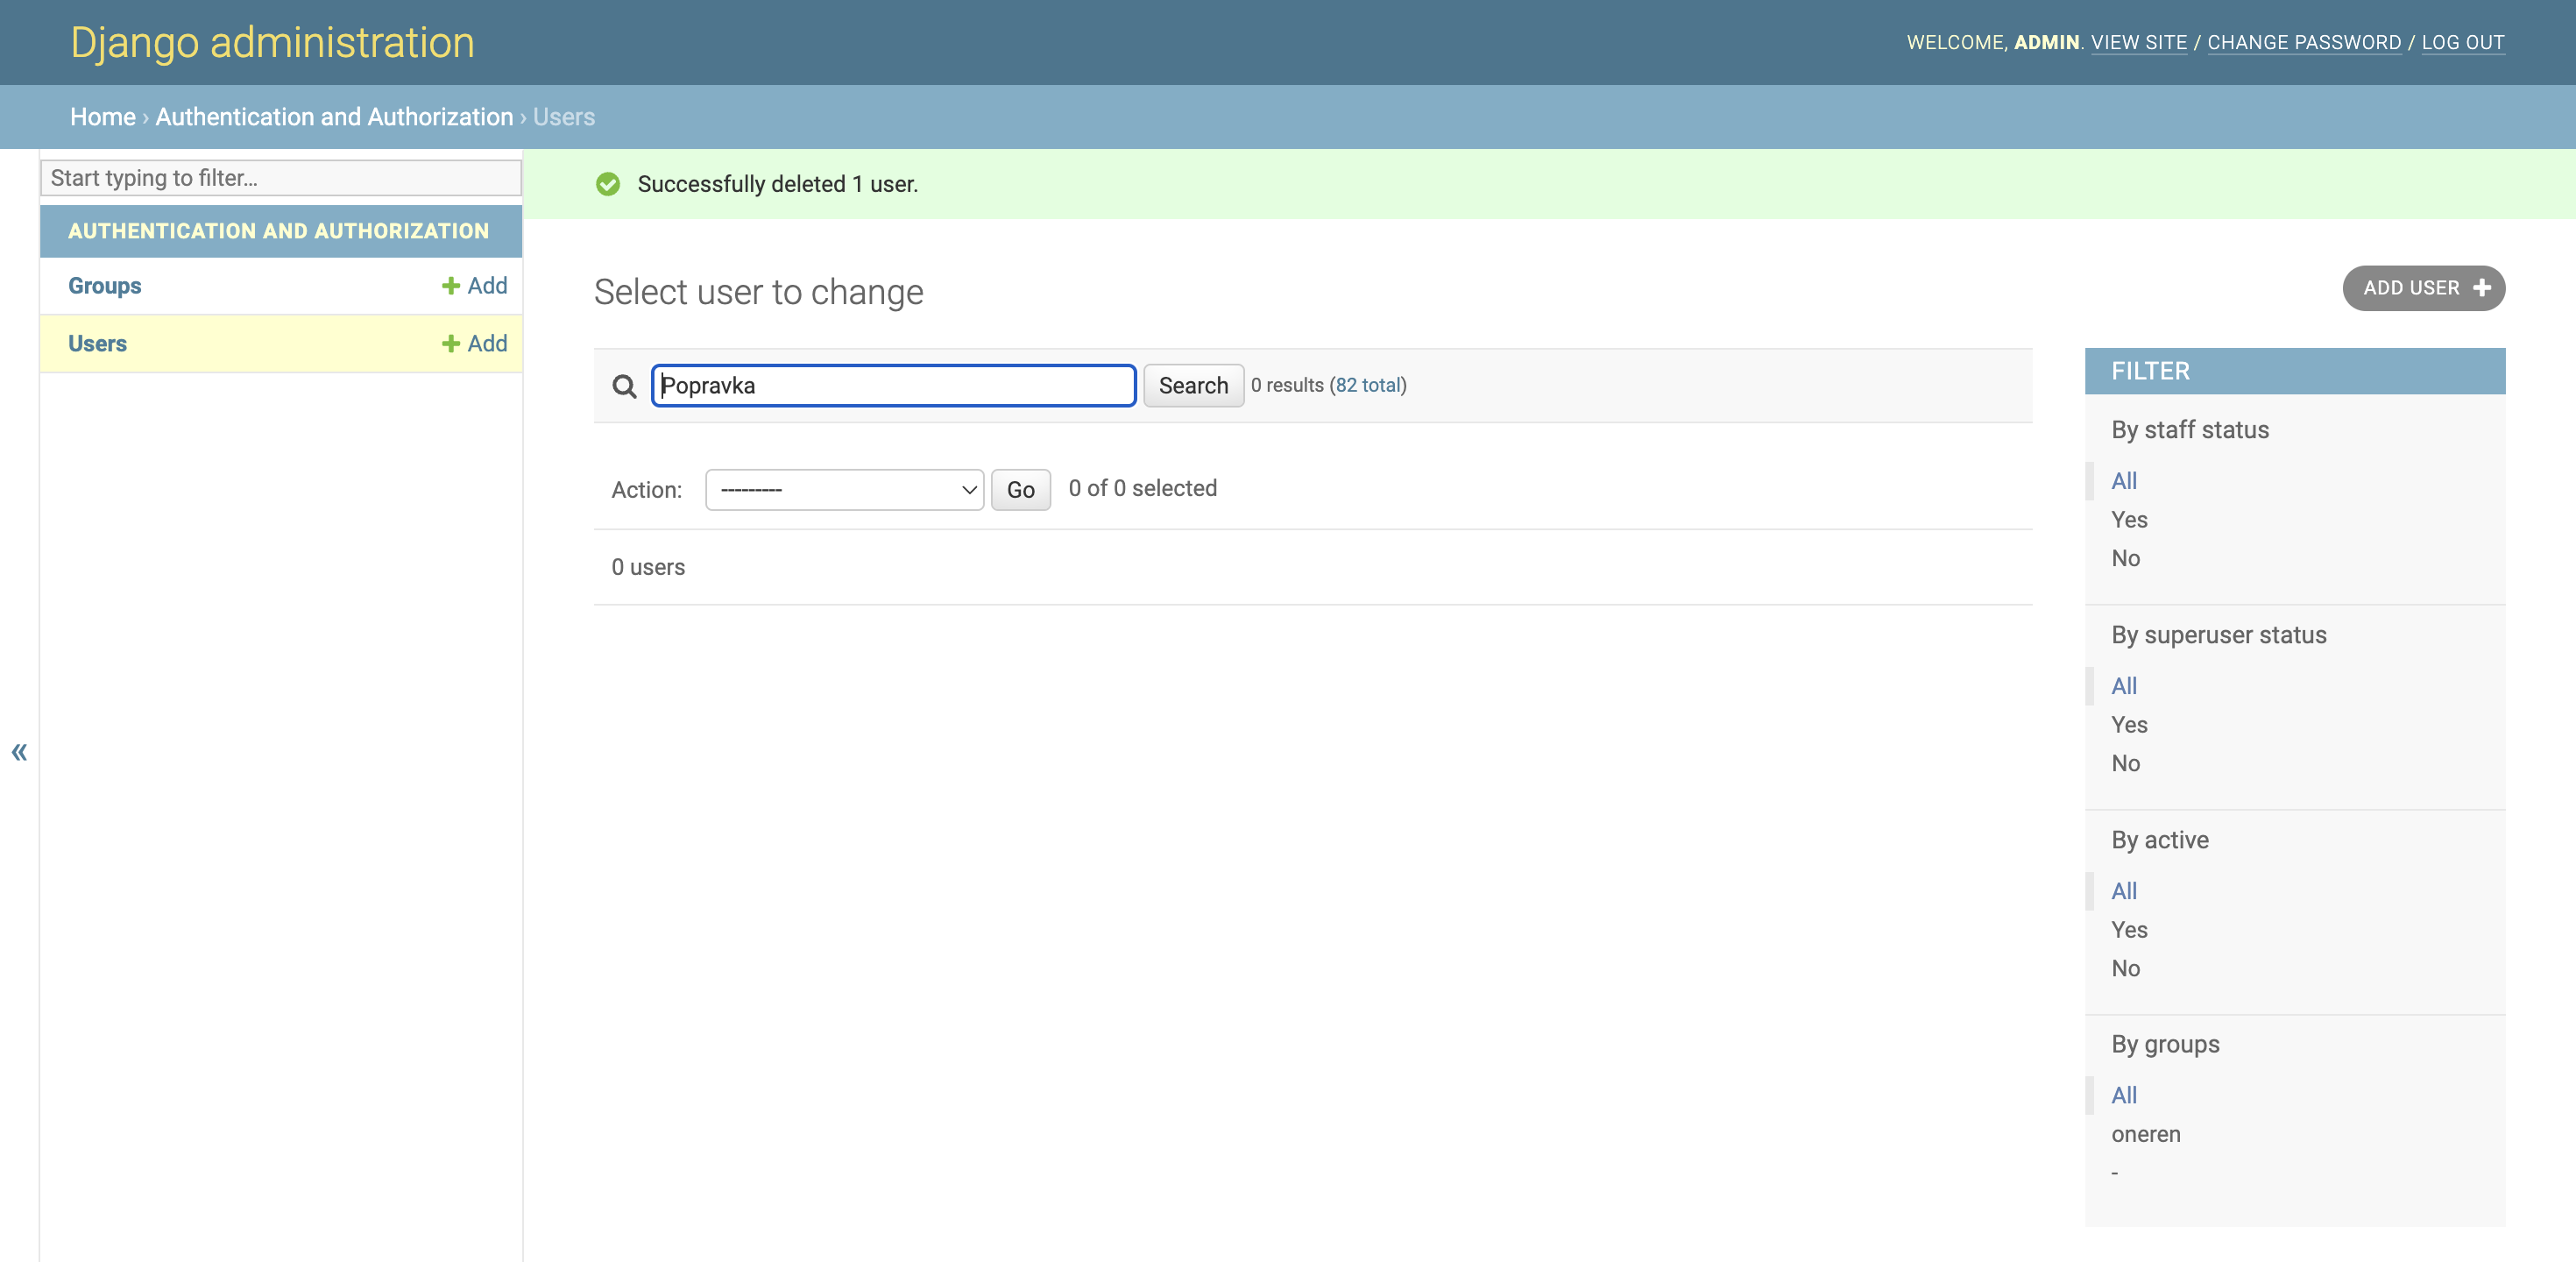 Django administration
WELCOME, ADMIN. VIEW SITE / CHANGE PASSWORD / LOG OUT
Home › Authentication and Authorization › Users
Start typing to filter...
AUTHENTICATION AND AUTHORIZATION
Groups + Add
Users + Add
«
Successfully deleted 1 user.
Select user to change
ADD USER +
Popravka Search 0 results (82 total)
Action: --------- Go 0 of 0 selected
0 users
FILTER
By staff status
All
Yes
No
By superuser status
All
Yes
No
By active
All
Yes
No
By groups
All
oneren
-